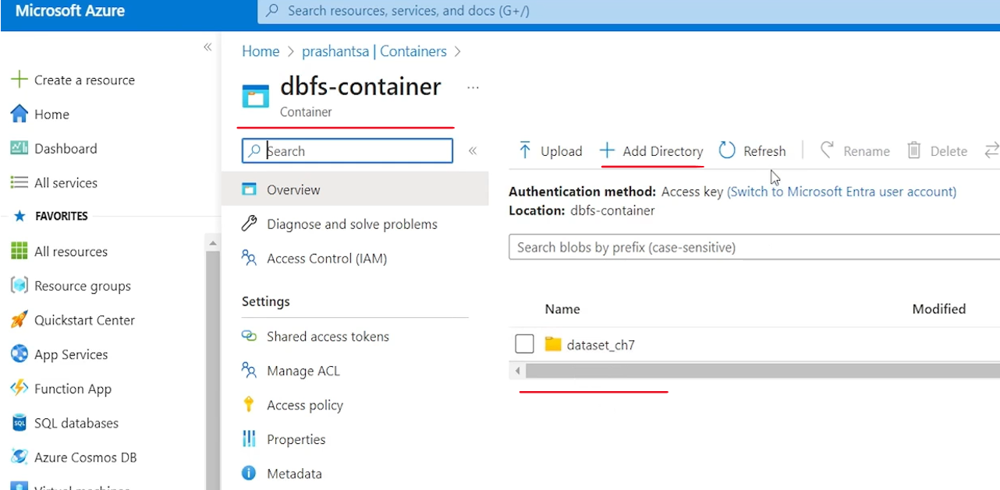 Microsoft Azure
Search resources, services, and docs (G+/)
«
Create a resource
Home
Dashboard
All services
FAVORITES
All resources
Resource groups
Quickstart Center
App Services
Function App
SQL databases
Azure Cosmos DB
Virtual machines
Home > prashantsa | Containers >
dbfs-container ...
Container
Search
«
Overview
Diagnose and solve problems
Access Control (IAM)
Settings
Shared access tokens
Manage ACL
Access policy
Properties
Metadata
Upload + Add Directory Refresh Rename Delete
Authentication method: Access key (Switch to Microsoft Entra user account)
Location: dbfs-container
Search blobs by prefix (case-sensitive)
Name Modified
dataset_ch7